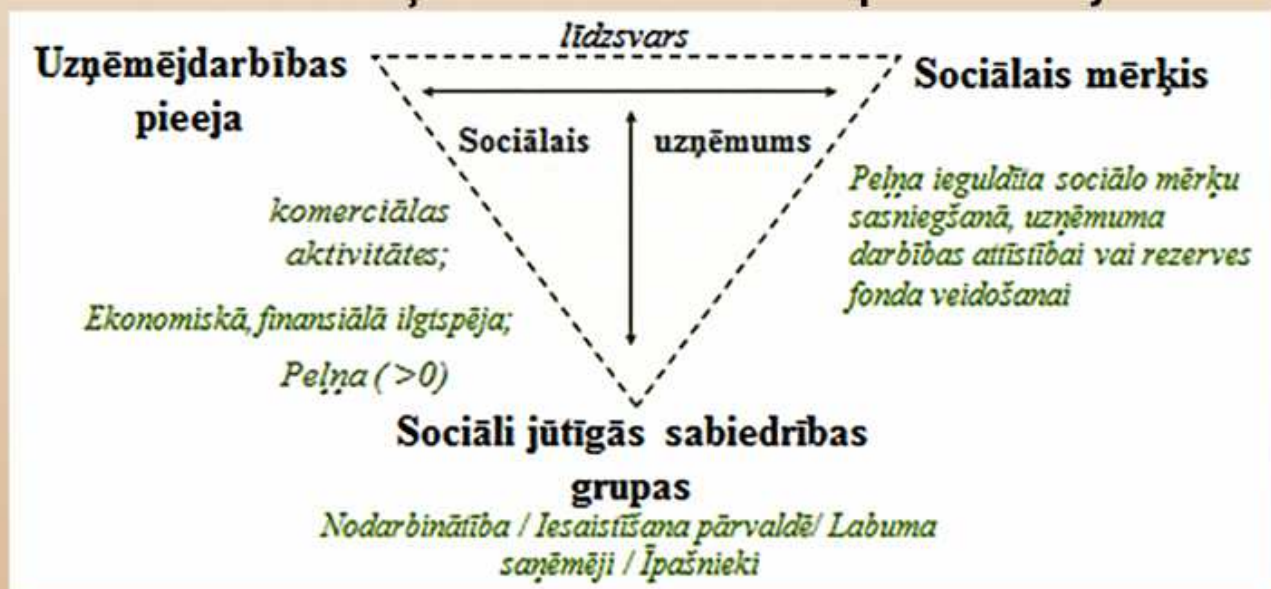 līdzsvars
Uzņēmējdarbības
pieeja
Sociālais mērķis
Sociālais uzņēmums
komerciālas
aktivitātes;
Ekonomiskā, finansiālā ilgtspēja;
Peļņa (>0)
Peļņa ieguldīta sociālo mērķu
sasniegšanā, uzņēmuma
darbības attīstībai vai rezerves
fonda veidošanai
Sociāli jūtīgās sabiedrības
grupas
Nodarbinātība / Iesaistīšana pārvaldē/ Labuma
saņēmēji / Īpašnieki